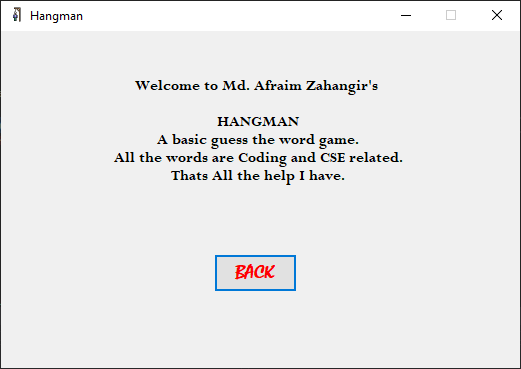 Hangman
Welcome to Md. Afraim Zahangir's
HANGMAN
A basic guess the word game.
All the words are Coding and CSE related.
Thats All the help I have.
BACK